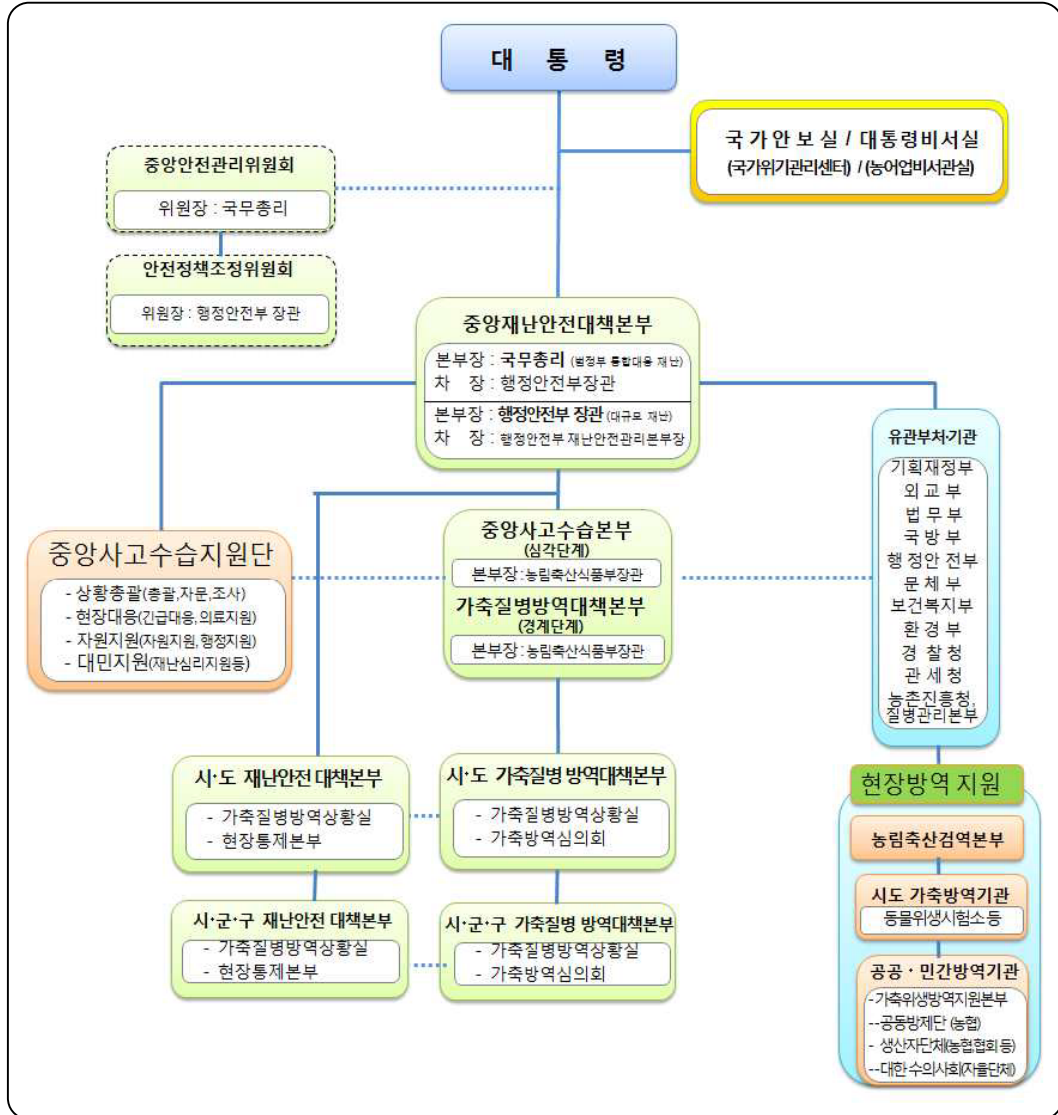 대 통 령
국 가 안 보 실 / 대통령비서실
(국가위기관리센터) / (농어업비서관실)
중앙안전관리위원회
위원장 : 국무총리
안전정책조정위원회
위원장 : 행정안전부 장관
중앙재난안전대책본부
본부장 : 국무총리 (범정부 통합대응 재난)
차 장 : 행정안전부장관
본부장 : 행정안전부 장관 (대규모 재난)
차 장 : 행정안전부 재난안전관리본부장
유관부처·기관
기획재정부
외 교 부
법 무 부
국 방 부
행 정안 전부
문 체 부
보건복지부
환 경 부
경 찰 청
관 세 청
농촌진흥청,
질병관리본부
중앙사고수습지원단
- 상황총괄(총괄,자문,조사)
- 현장대응(긴급대응, 의료지원)
- 자원지원(자원지원, 행정지원)
- 대민지원(재난심리지원등)
중앙사고수습본부
(심각단계)
본부장 : 농림축산식품부장관
가축질병방역대책본부
(경계단계)
본부장 : 농림축산식품부장관
시·도 재난안전 대책본부
- 가축질병방역상황실
- 현장통제본부
시·도 가축질병 방역대책본부
- 가축질병방역상황실
- 가축방역심의회
시·군·구 재난안전 대책본부
- 가축질병방역상황실
- 현장통제본부
시·군·구 가축질병 방역대책본부
- 가축질병방역상황실
- 가축방역심의회
현장방역 지원
농림축산검역본부
시도 가축방역기관
동물위생시험소 등
공공 · 민간방역기관
- 가축위생방역지원본부
--공동방제단 (농협)
- 생산자단체(농협,협회 등)
--대한 수의사회(자율단체)